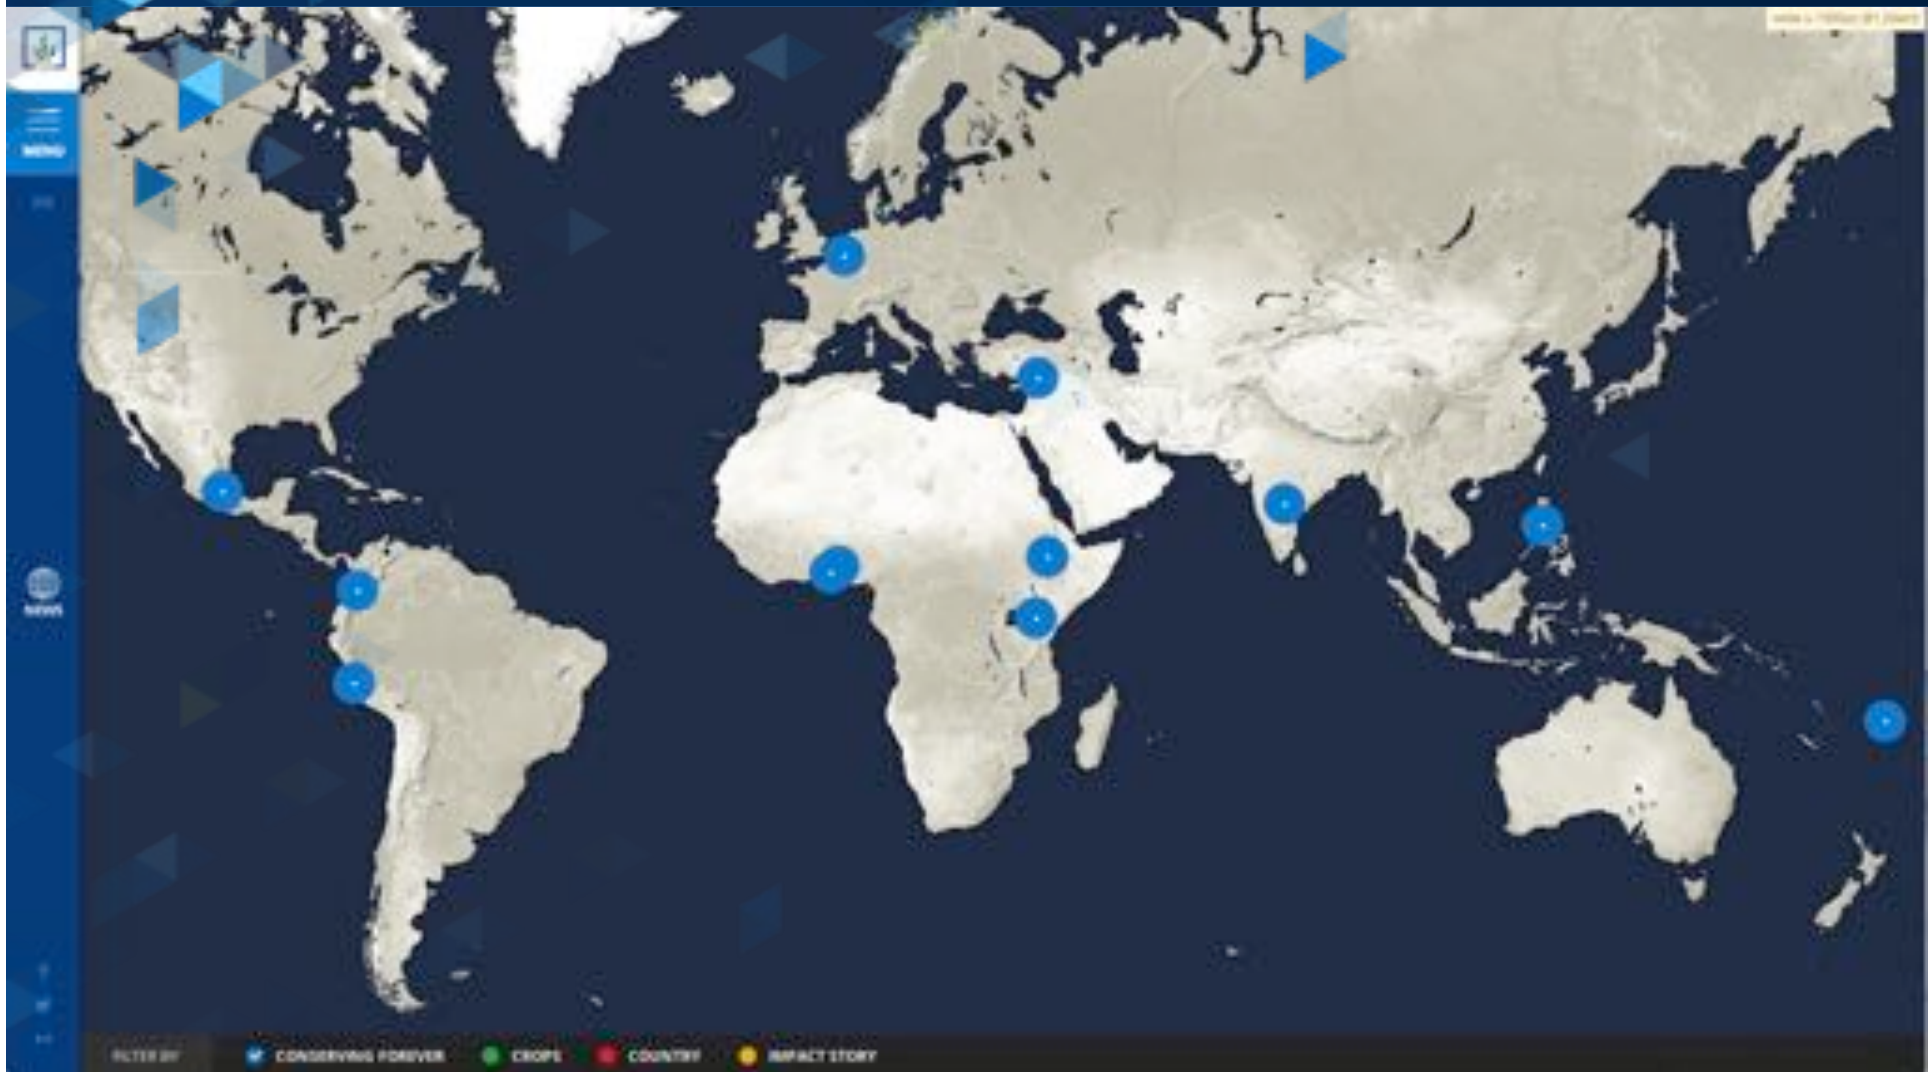 MENU
NEWS
FILTER BY
CONSERVING FOREVER
CROPS
COUNTRY
IMPACT STORY